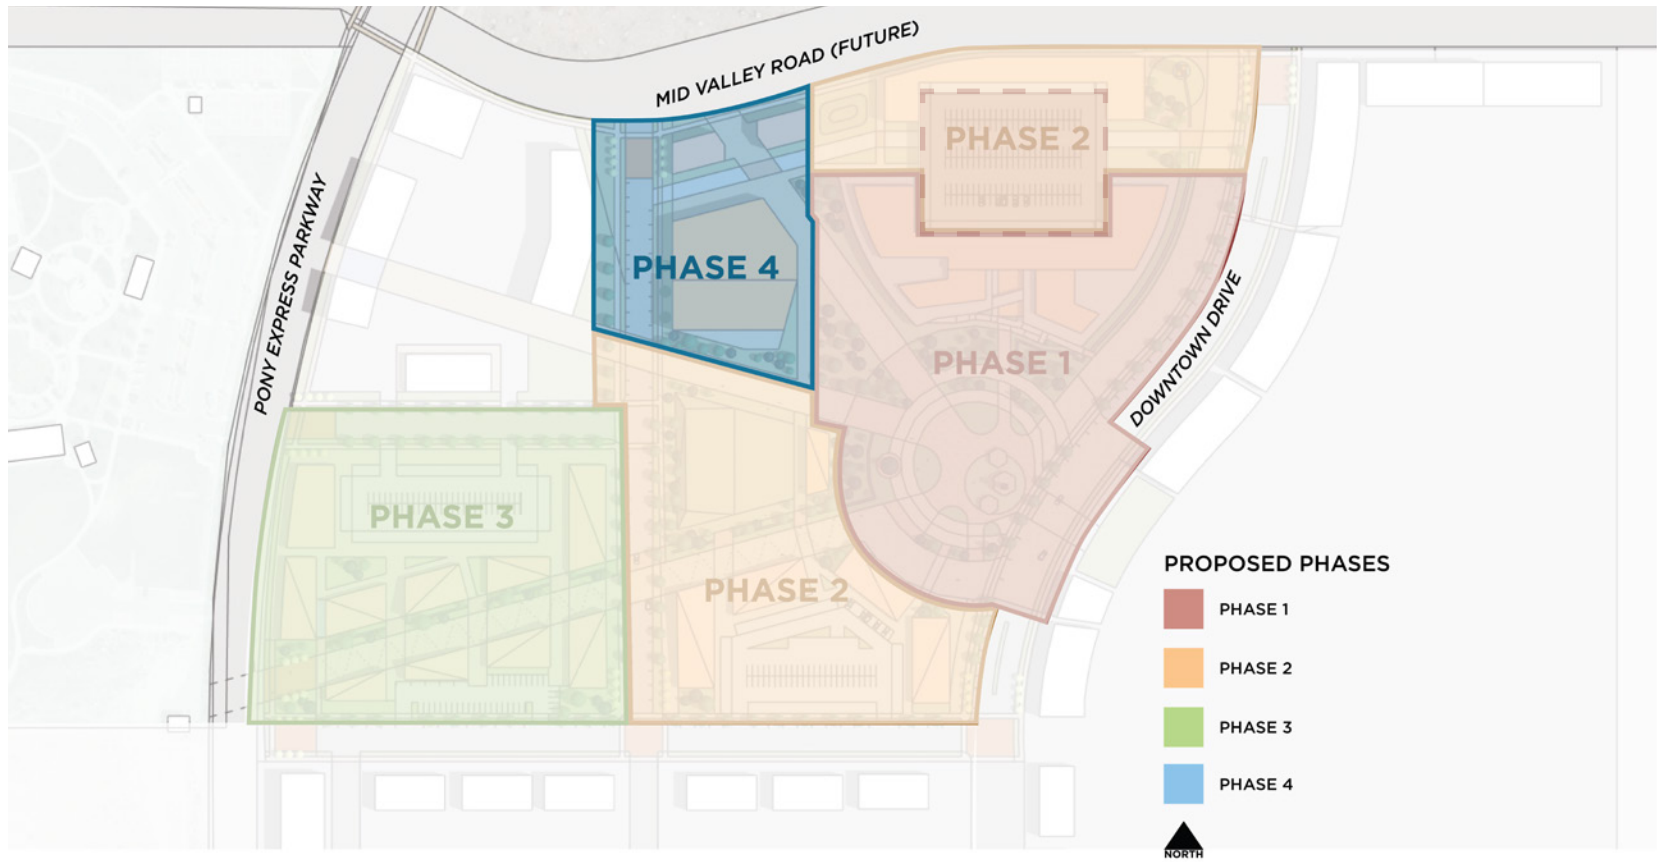 MID VALLEY ROAD (FUTURE)
PHASE 2
PONY EXPRESS PARKWAY
PHASE 4
DOWNTOWN DRIVE
PHASE 1
PHASE 3
PHASE 2
PROPOSED PHASES
PHASE 1
PHASE 2
PHASE 3
PHASE 4
NORTH